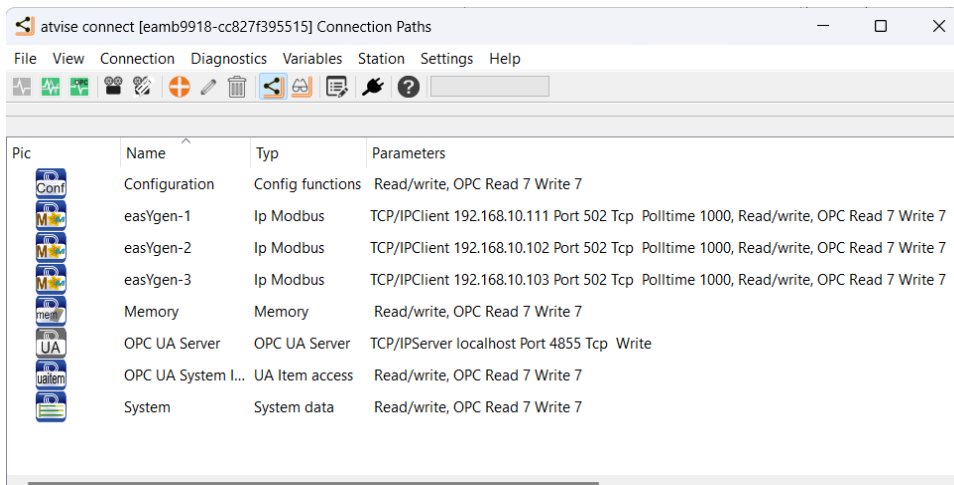 atvise connect [eamb9918-cc827f395515] Connection Paths
File View Connection Diagnostics Variables Station Settings Help
OPC
Pic Name Typ Parameters
Conf Configuration Config functions Read/write, OPC Read 7 Write 7
M easYgen-1 Ip Modbus TCP/IPClient 192.168.10.111 Port 502 Tcp Polltime 1000, Read/write, OPC Read 7 Write 7
M easYgen-2 Ip Modbus TCP/IPClient 192.168.10.102 Port 502 Tcp Polltime 1000, Read/write, OPC Read 7 Write 7
M easYgen-3 Ip Modbus TCP/IPClient 192.168.10.103 Port 502 Tcp Polltime 1000, Read/write, OPC Read 7 Write 7
mem Memory Memory Read/write, OPC Read 7 Write 7
UA OPC UA Server OPC UA Server TCP/IPServer localhost Port 4855 Tcp Write
uaitem OPC UA System I... UA Item access Read/write, OPC Read 7 Write 7
System System data Read/write, OPC Read 7 Write 7